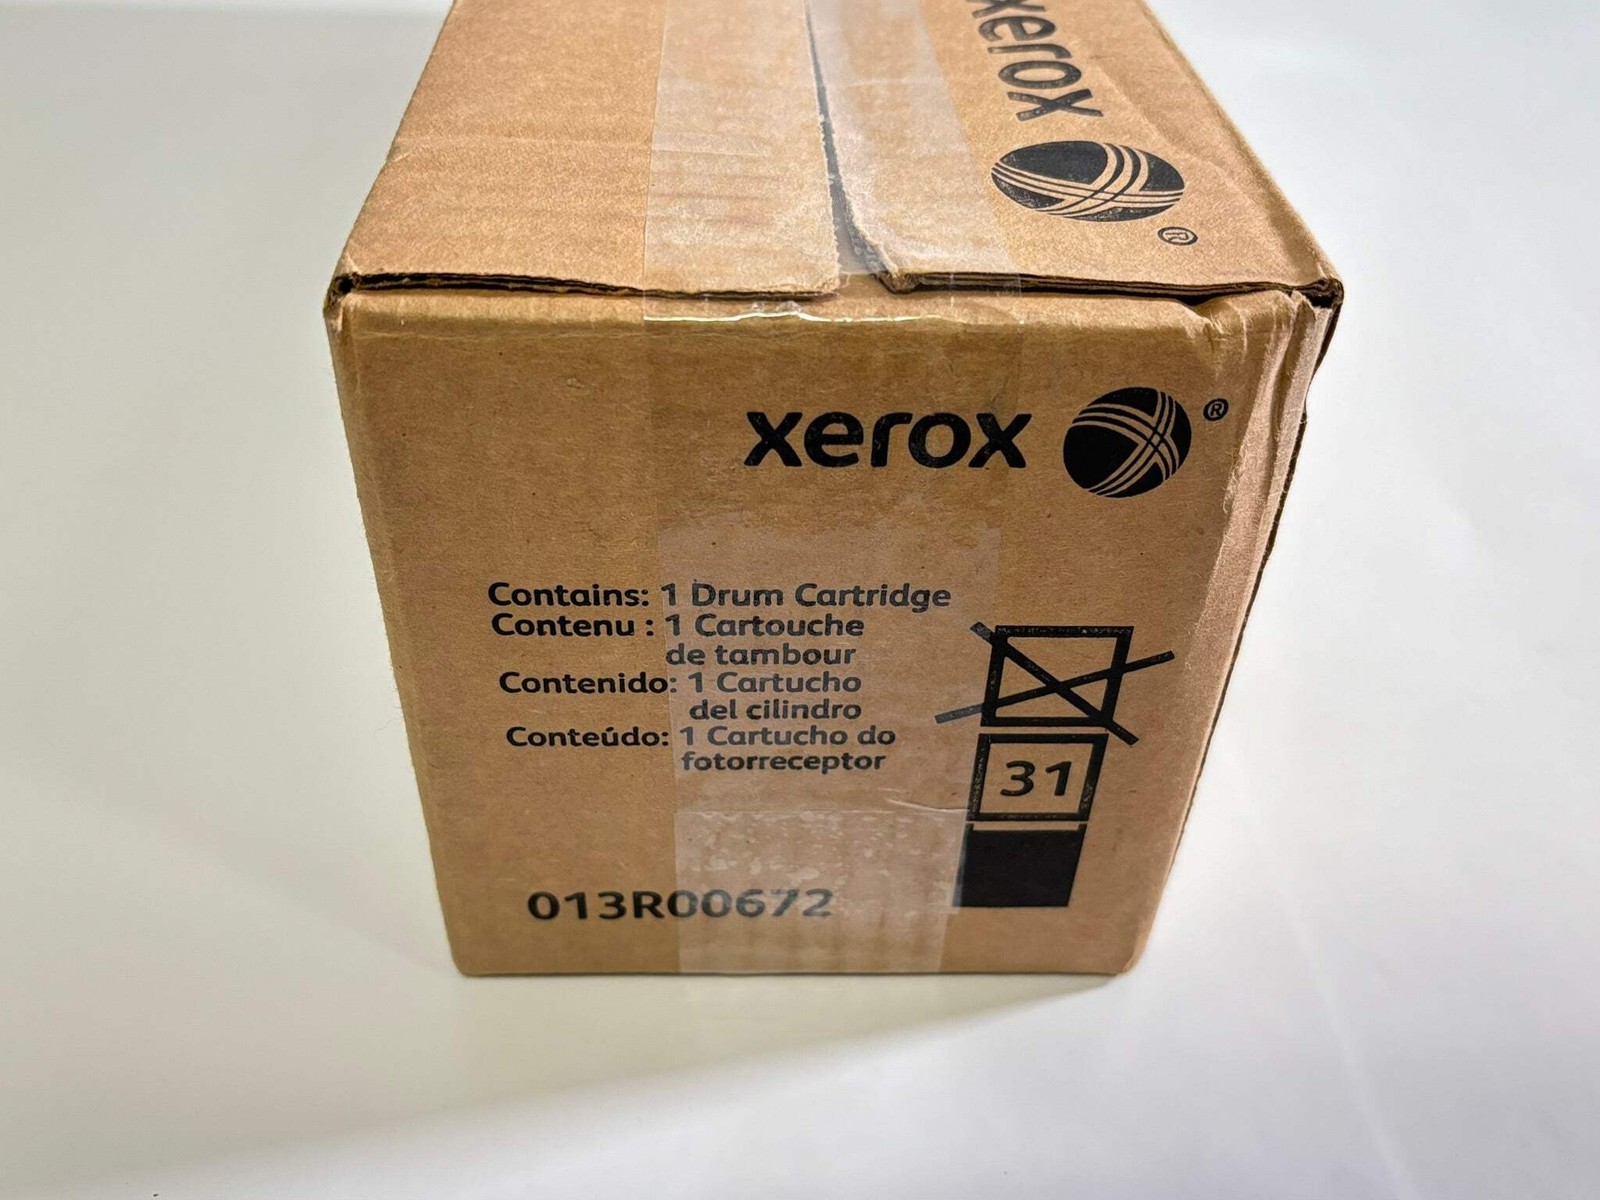 xerox ®
xerox ®
Contains: 1 Drum Cartridge
Contenu : 1 Cartouche
de tambour
Contenido: 1 Cartucho
del cilindro
Conteúdo: 1 Cartucho do
fotorreceptor
31
013R00672